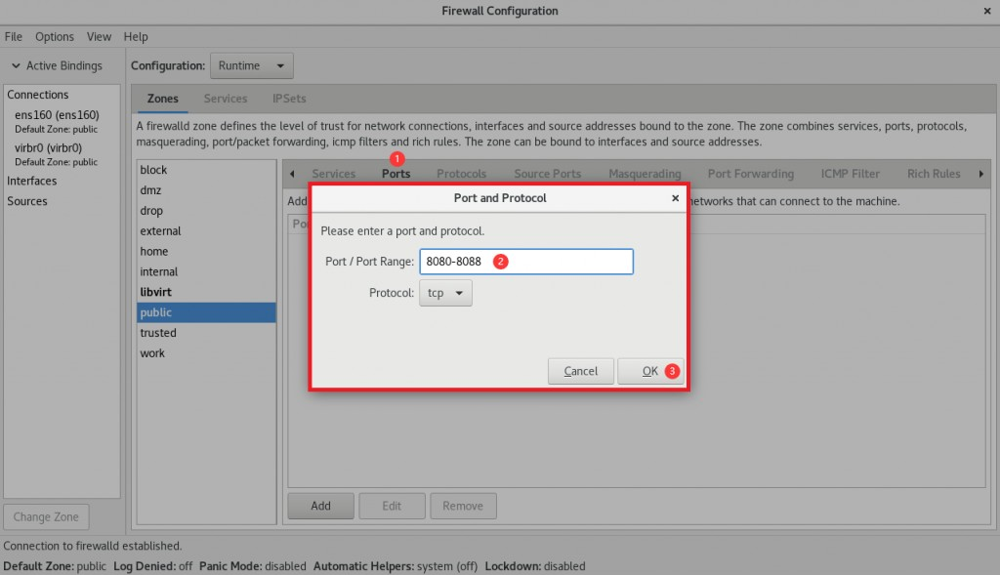 Firewall Configuration ×
File Options View Help
Active Bindings
Configuration: Runtime
Connections
ens160 (ens160)
Default Zone: public
virbr0 (virbr0)
Default Zone: public
Interfaces
Sources
Change Zone
Zones Services IPSets
A firewalld zone defines the level of trust for network connections, interfaces and source addresses bound to the zone. The zone combines services, ports, protocols,
masquerading, port/packet forwarding, icmp filters and rich rules. The zone can be bound to interfaces and source addresses.
block
dmz
drop
external
home
internal
libvirt
public
trusted
work
1
Services Ports Protocols Source Ports Masquerading Port Forwarding ICMP Filter Rich Rules
Add networks that can connect to the machine.
Po
Port and Protocol ×
Please enter a port and protocol.
Port / Port Range: 8080-8088 2
Protocol: tcp
Cancel OK 3
Add Edit Remove
Connection to firewalld established.
Default Zone: public Log Denied: off Panic Mode: disabled Automatic Helpers: system (off) Lockdown: disabled